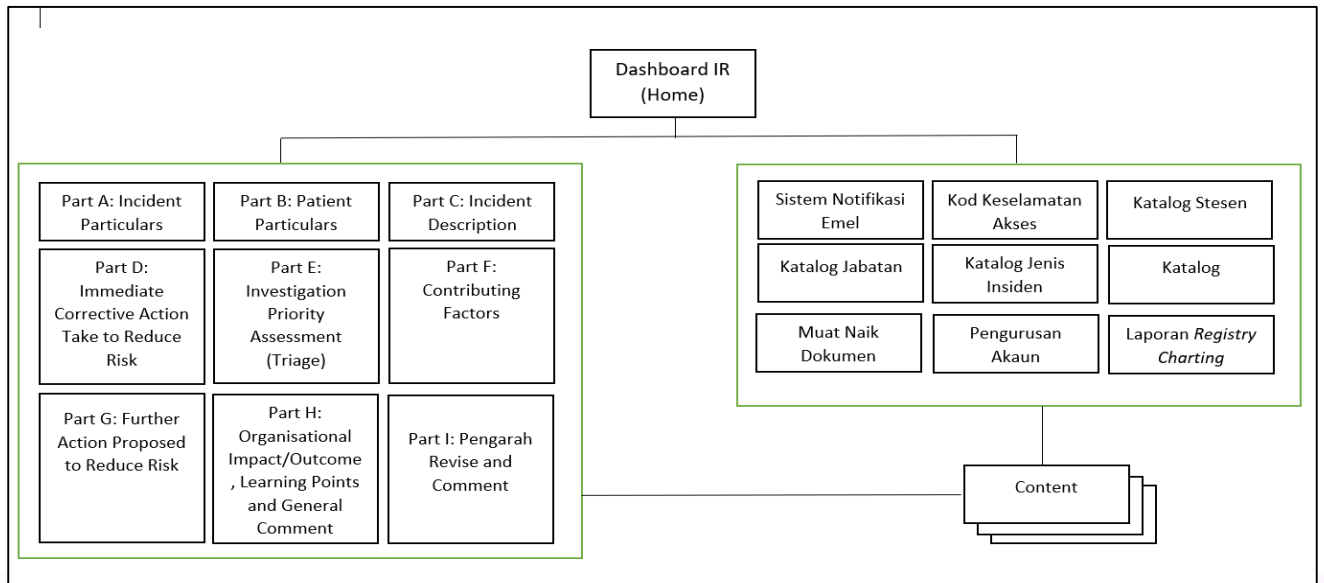 Dashboard IR
(Home)
Part A: Incident
Particulars
Part B: Patient
Particulars
Part C: Incident
Description
Part D:
Immediate
Corrective Action
Take to Reduce
Risk
Part E:
Investigation
Priority
Assessment
(Triage)
Part F:
Contributing
Factors
Part G: Further
Action Proposed
to Reduce Risk
Part H:
Organisational
Impact/Outcome
, Learning Points
and General
Comment
Part I: Pengarah
Revise and
Comment
Sistem Notifikasi
Emel
Kod Keselamatan
Akses
Katalog Stesen
Katalog Jabatan
Katalog Jenis
Insiden
Katalog
Muat Naik
Dokumen
Pengurusan
Akaun
Laporan Registry
Charting
Content